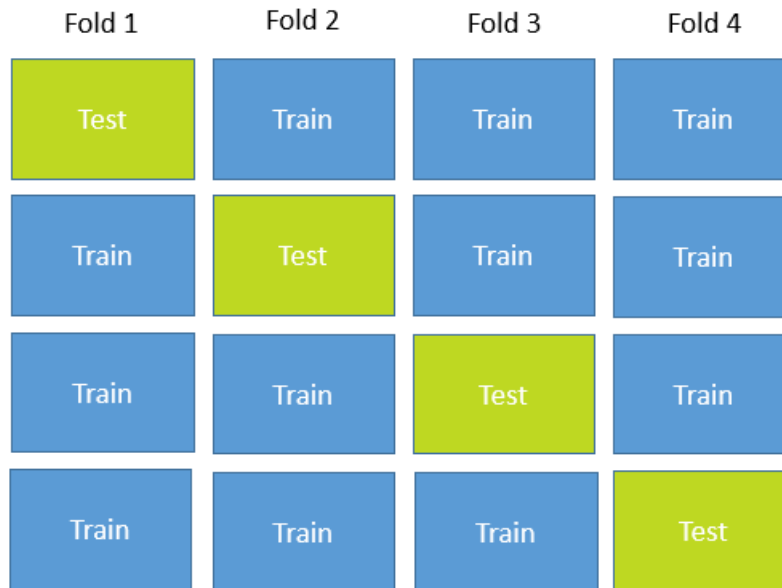 Fold 1 Fold 2 Fold 3 Fold 4
Test Train Train Train
Train Test Train Train
Train Train Test Train
Train Train Train Test